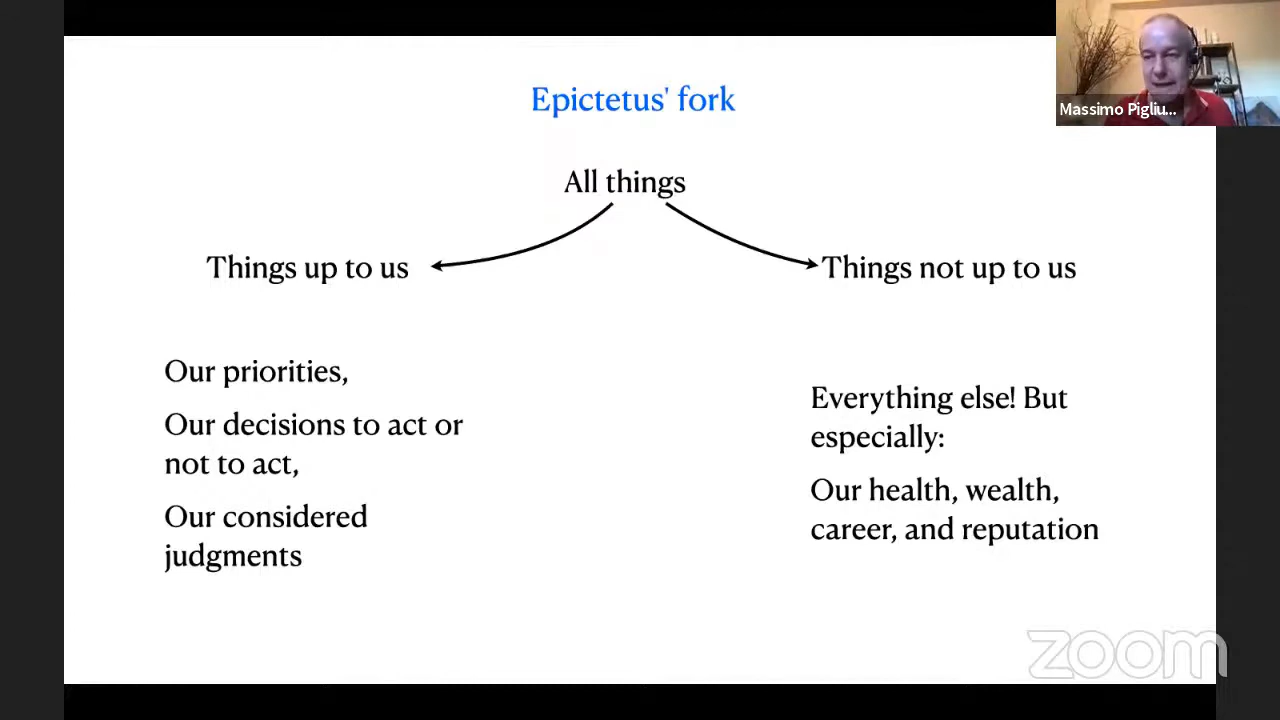 Epictetus' fork
Massimo Pigliu...
All things
Things up to us
Things not up to us
Our priorities,
Our decisions to act or
not to act,
Our considered
judgments
Everything else! But
especially:
Our health, wealth,
career, and reputation
zoom